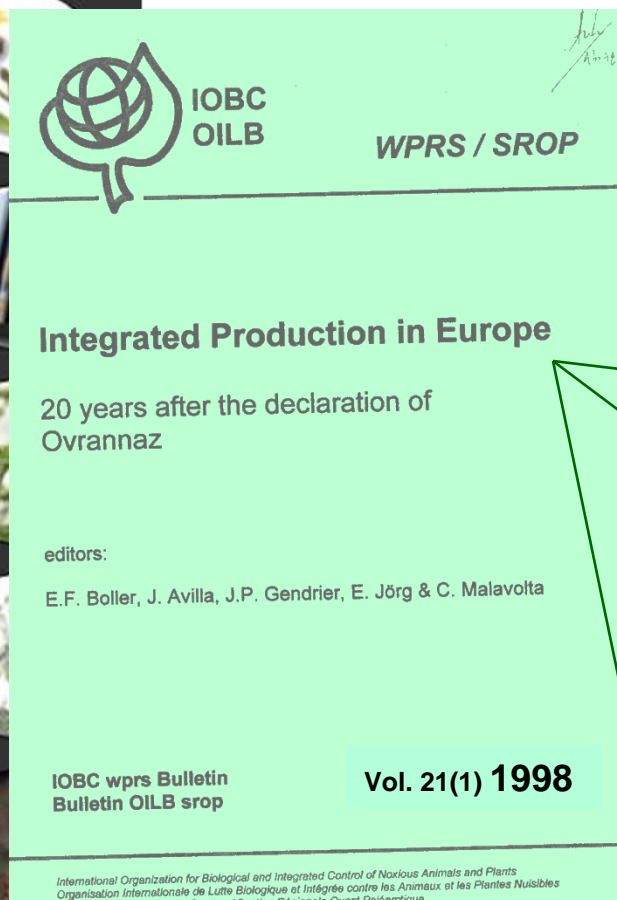 IOBC
OILB
WPRS / SROP
Integrated Production in Europe
20 years after the declaration of
Ovrannaz
editors:
E.F. Boller, J. Avilla, J.P. Gendrier, E. Jörg & C. Malavolta
IOBC wprs Bulletin
Bulletin OILB srop
Vol. 21(1) 1998
International Organization for Biological and Integrated Control of Noxious Animals and Plants
Organisation Internationale de Lutte Biologique et Intégrée contre les Animaux et les Plantes Nuisibles